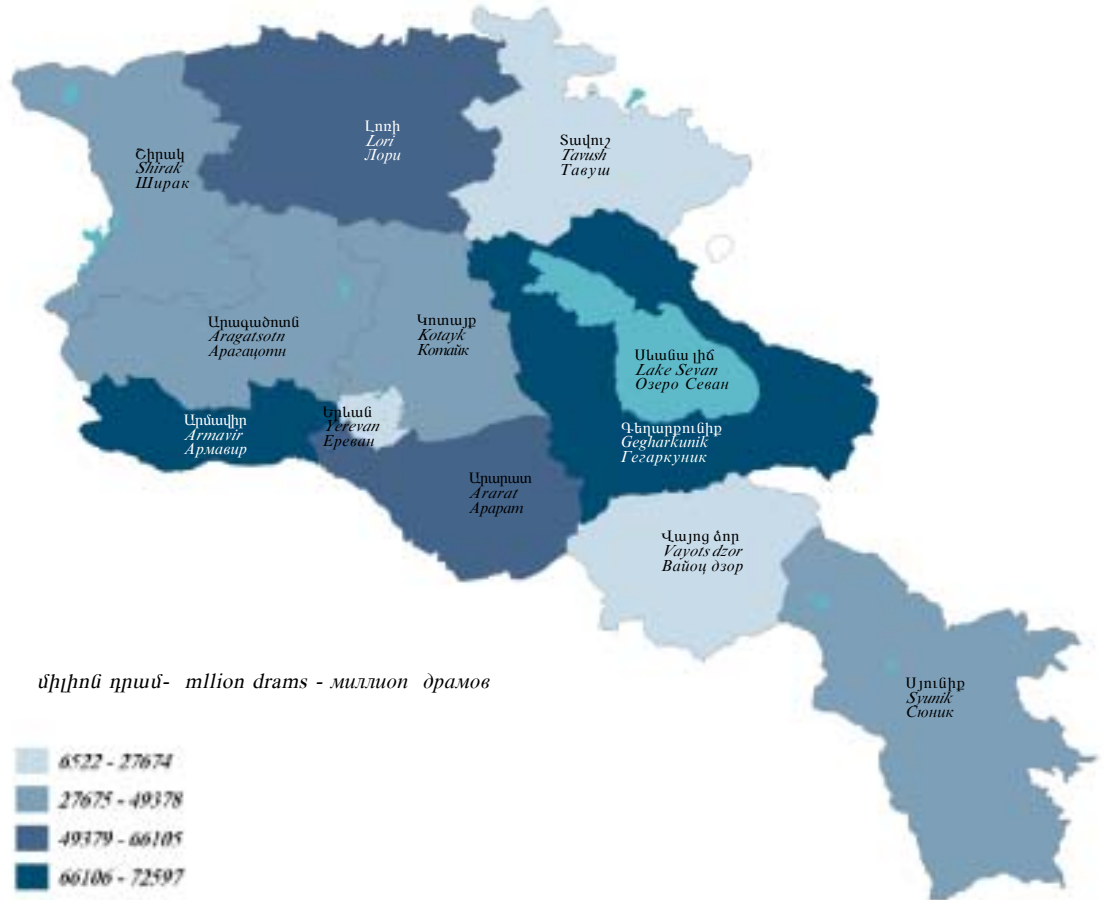 Լոռի
Lori
Лори
Շիրակ
Shirak
Ширак
Տավուշ
Tavush
Тавуш
Արագածոտն
Aragatsotn
Арагацотн
Կոտայք
Kotayk
Котайк
Սևանա լիճ
Lake Sevan
Озеро Севан
Արմավիր
Armavir
Армавир
Երևան
Yerevan
Ереван
Գեղարքունիք
Gegharkunik
Гегаркуник
Արարատ
Ararat
Арарат
Վայոց ձոր
Vayots dzor
Вайоц дзор
Սյունիք
Syunik
Сюник
միլիոն դրամ- mllion drams - миллион драмов
6522 - 27674
27675 - 49378
49379 - 66105
66106 - 72597